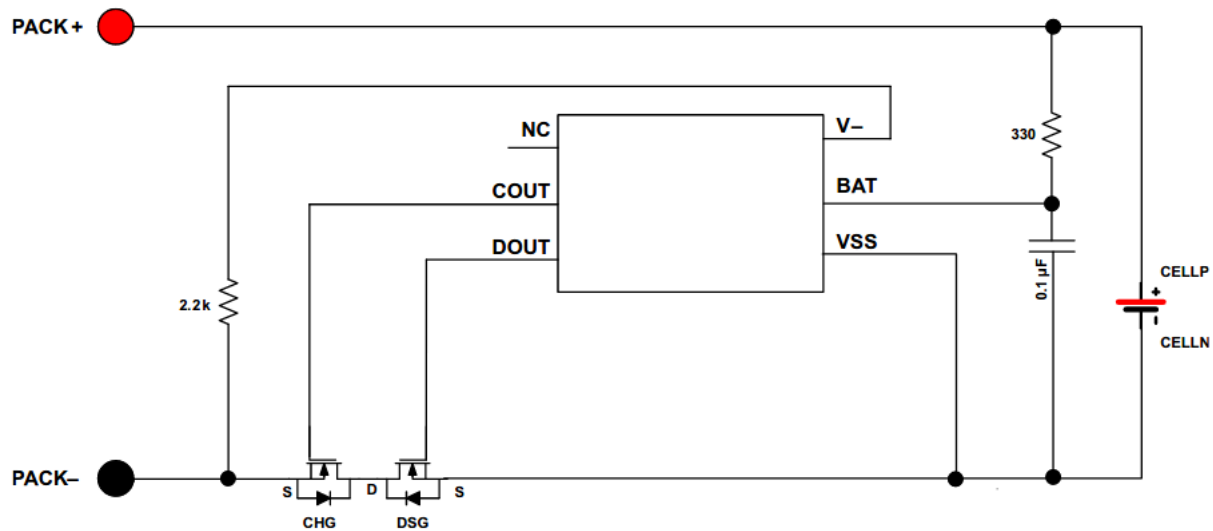 PACK+
NC
V–
330
COUT
BAT
DOUT
VSS
0.1 µF
CELLP
+
2.2k
–
CELLN
PACK–
S
D
S
CHG
DSG